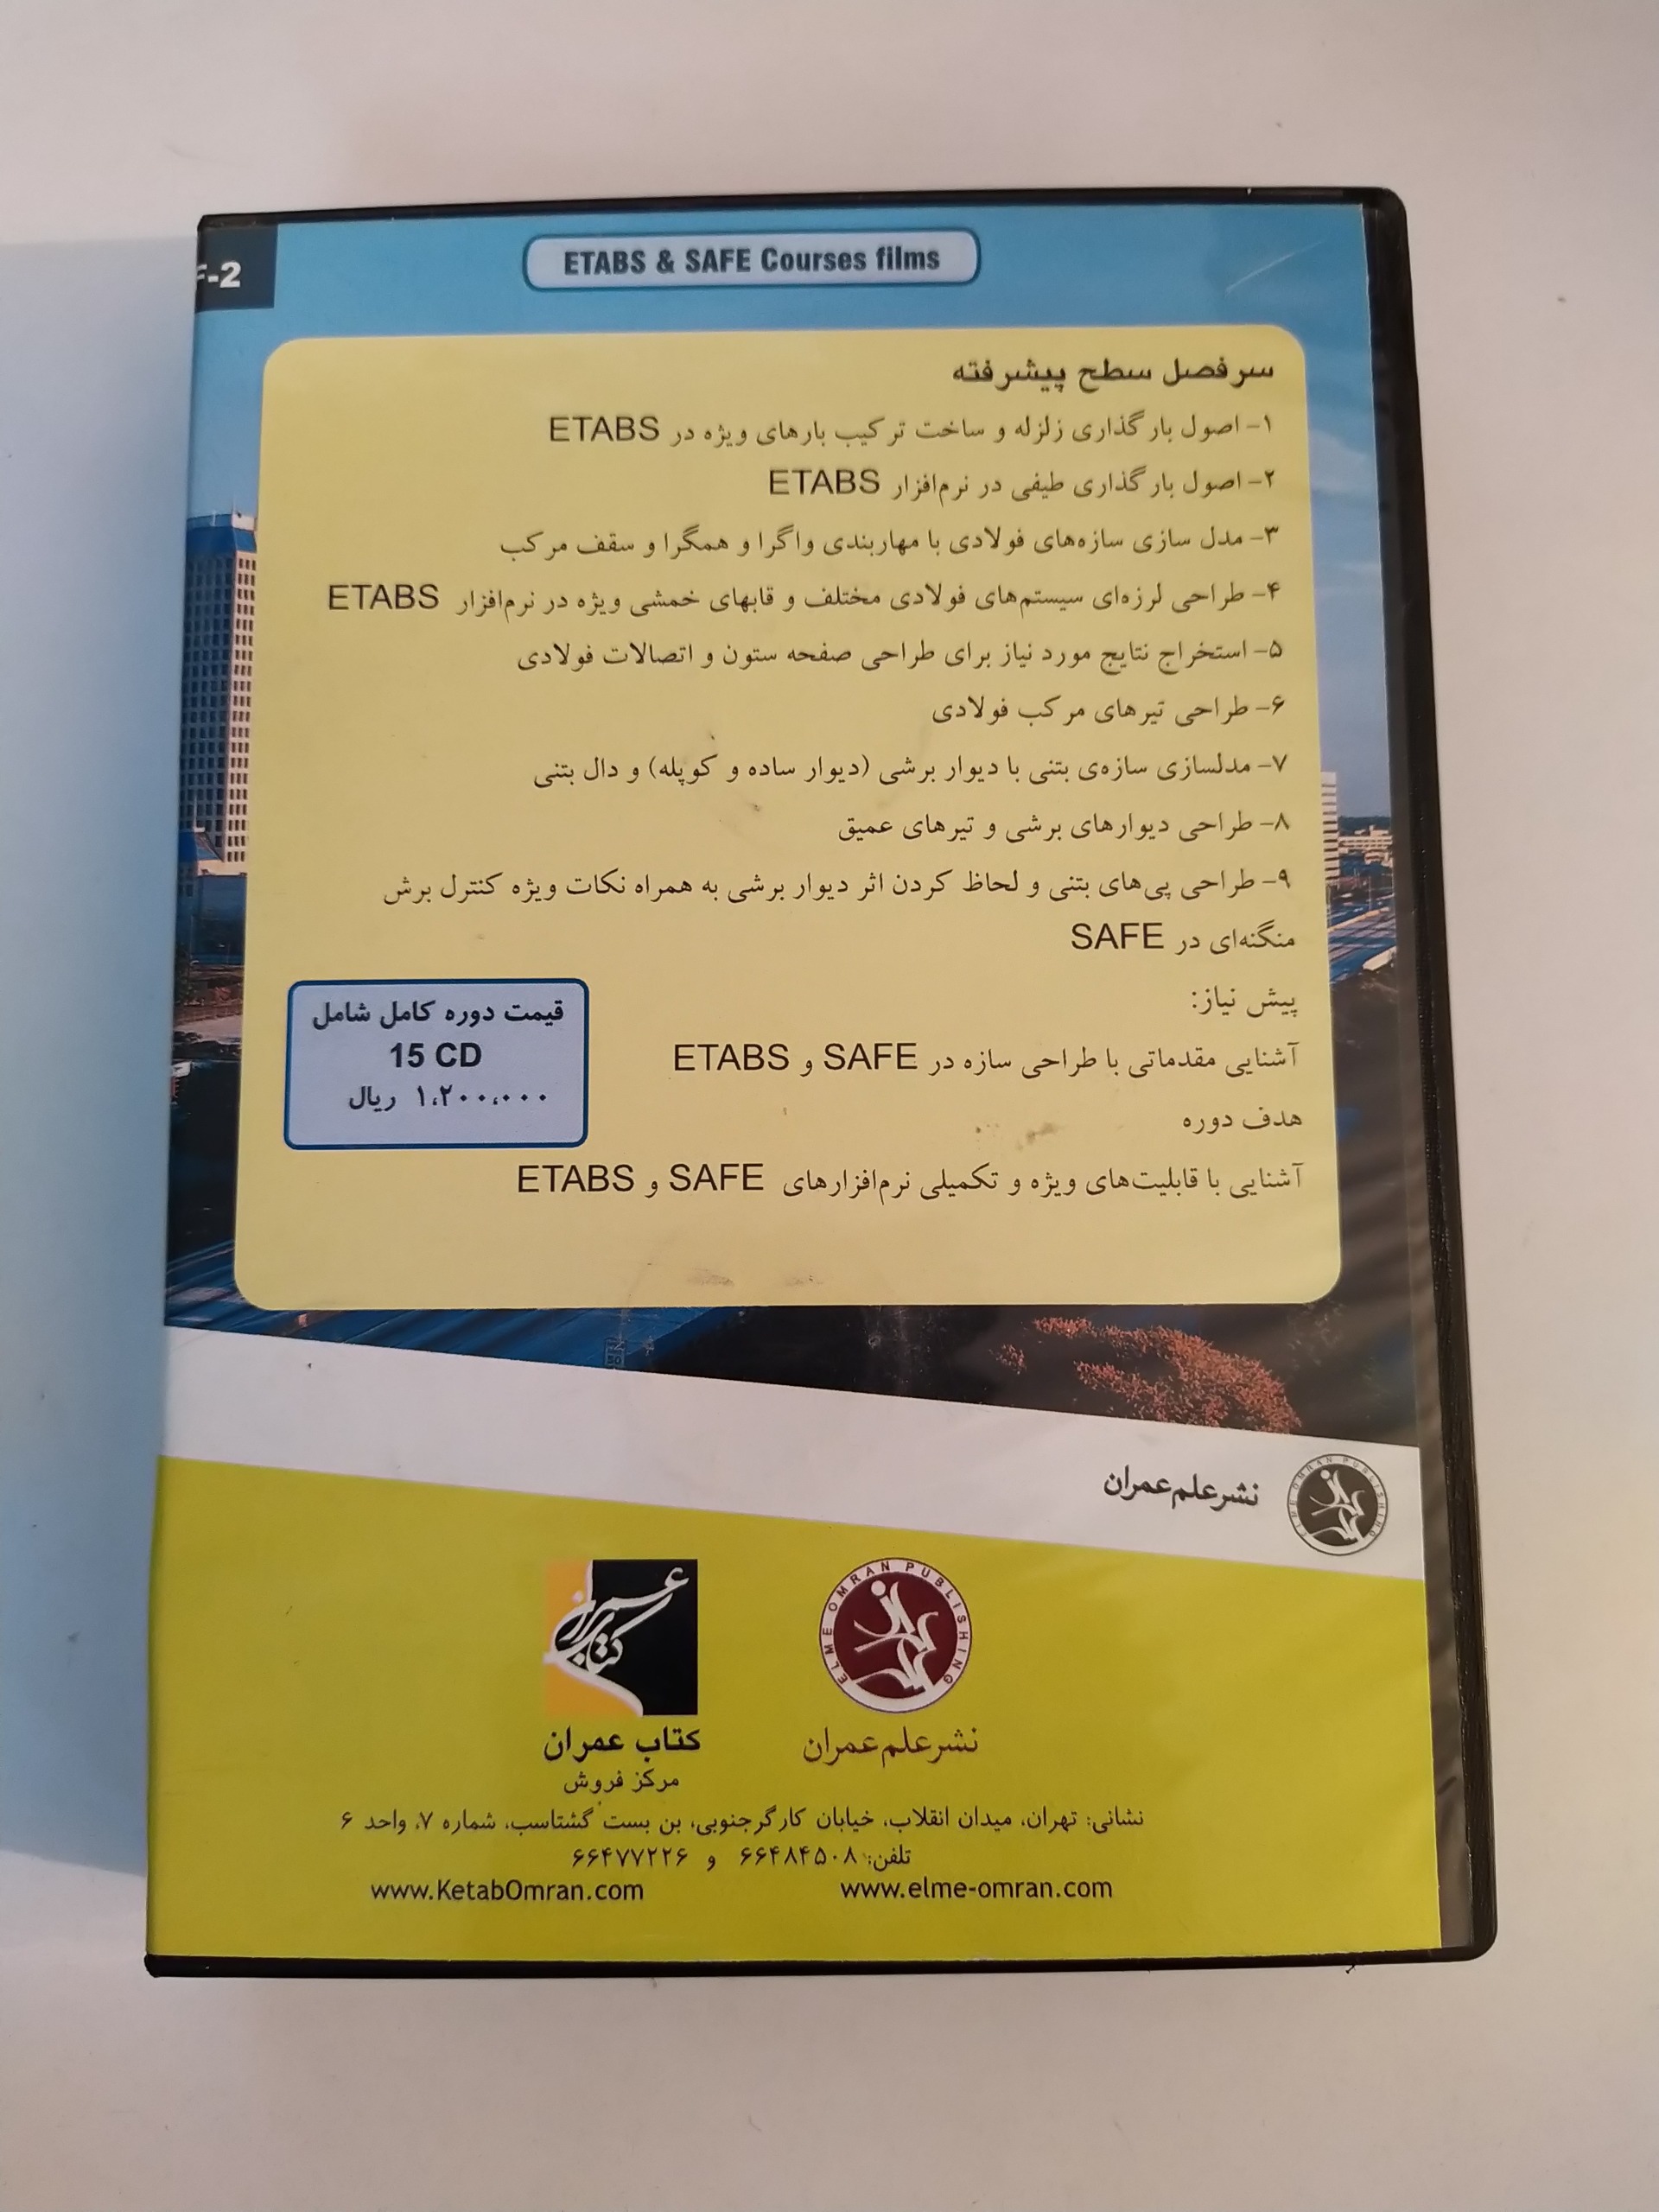 F-2
ETABS & SAFE Courses films
سرفصل سطح پیشرفته
۱- اصول بارگذاری زلزله و ساخت ترکیب بارهای ویژه در ETABS
۲- اصول بارگذاری طیفی در نرم‌افزار ETABS
۳- مدل سازی سازه‌های فولادی با مهاربندی واگرا و همگرا و سقف مرکب
۴- طراحی لرزه‌ای سیستم‌های فولادی مختلف و قابهای خمشی ویژه در نرم‌افزار ETABS
۵- استخراج نتایج مورد نیاز برای طراحی صفحه ستون و اتصالات فولادی
۶- طراحی تیرهای مرکب فولادی
۷- مدلسازی سازه‌ی بتنی با دیوار برشی (دیوار ساده و کوپله) و دال بتنی
۸- طراحی دیوارهای برشی و تیرهای عمیق
۹- طراحی پی‌های بتنی و لحاظ کردن اثر دیوار برشی به همراه نکات ویژه کنترل برش
منگنه‌ای در SAFE
پیش نیاز:
آشنایی مقدماتی با طراحی سازه در SAFE و ETABS
هدف دوره
آشنایی با قابلیت‌های ویژه و تکمیلی نرم‌افزارهای SAFE و ETABS
قیمت دوره کامل شامل
15 CD
۱،۲۰۰،۰۰۰ ریال
نشر علم عمران
ELME OMRAN PUBLISHING
ELME OMRAN PUBLISHING
نشر علم عمران
کتاب عمران
کتاب عمران
مرکز فروش
نشانی: تهران، میدان انقلاب، خیابان کارگرجنوبی، بن بست گشتاسب، شماره ۷، واحد ۶
تلفن: ۶۶۴۸۴۵۰۸ و ۶۶۴۷۷۲۲۶
www.elme-omran.com
www.KetabOmran.com